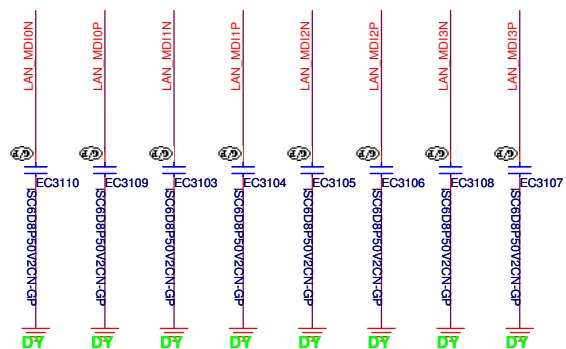 LAN_MDI0N
LAN_MDI0P
LAN_MDI1N
LAN_MDI1P
LAN_MDI2N
LAN_MDI2P
LAN_MDI3N
LAN_MDI3P
EC3110
EC3109
EC3103
EC3104
EC3105
EC3106
EC3108
EC3107
SC6D8P50V2CN-GP
SC6D8P50V2CN-GP
SC6D8P50V2CN-GP
SC6D8P50V2CN-GP
SC6D8P50V2CN-GP
SC6D8P50V2CN-GP
SC6D8P50V2CN-GP
SC6D8P50V2CN-GP
DY
DY
DY
DY
DY
DY
DY
DY